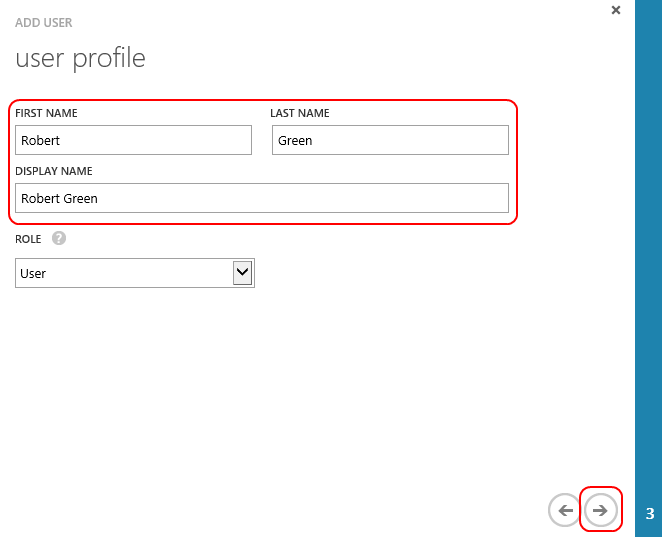 ADD USER
user profile
FIRST NAME LAST NAME
Robert Green
DISPLAY NAME
Robert Green
ROLE ?
User
3